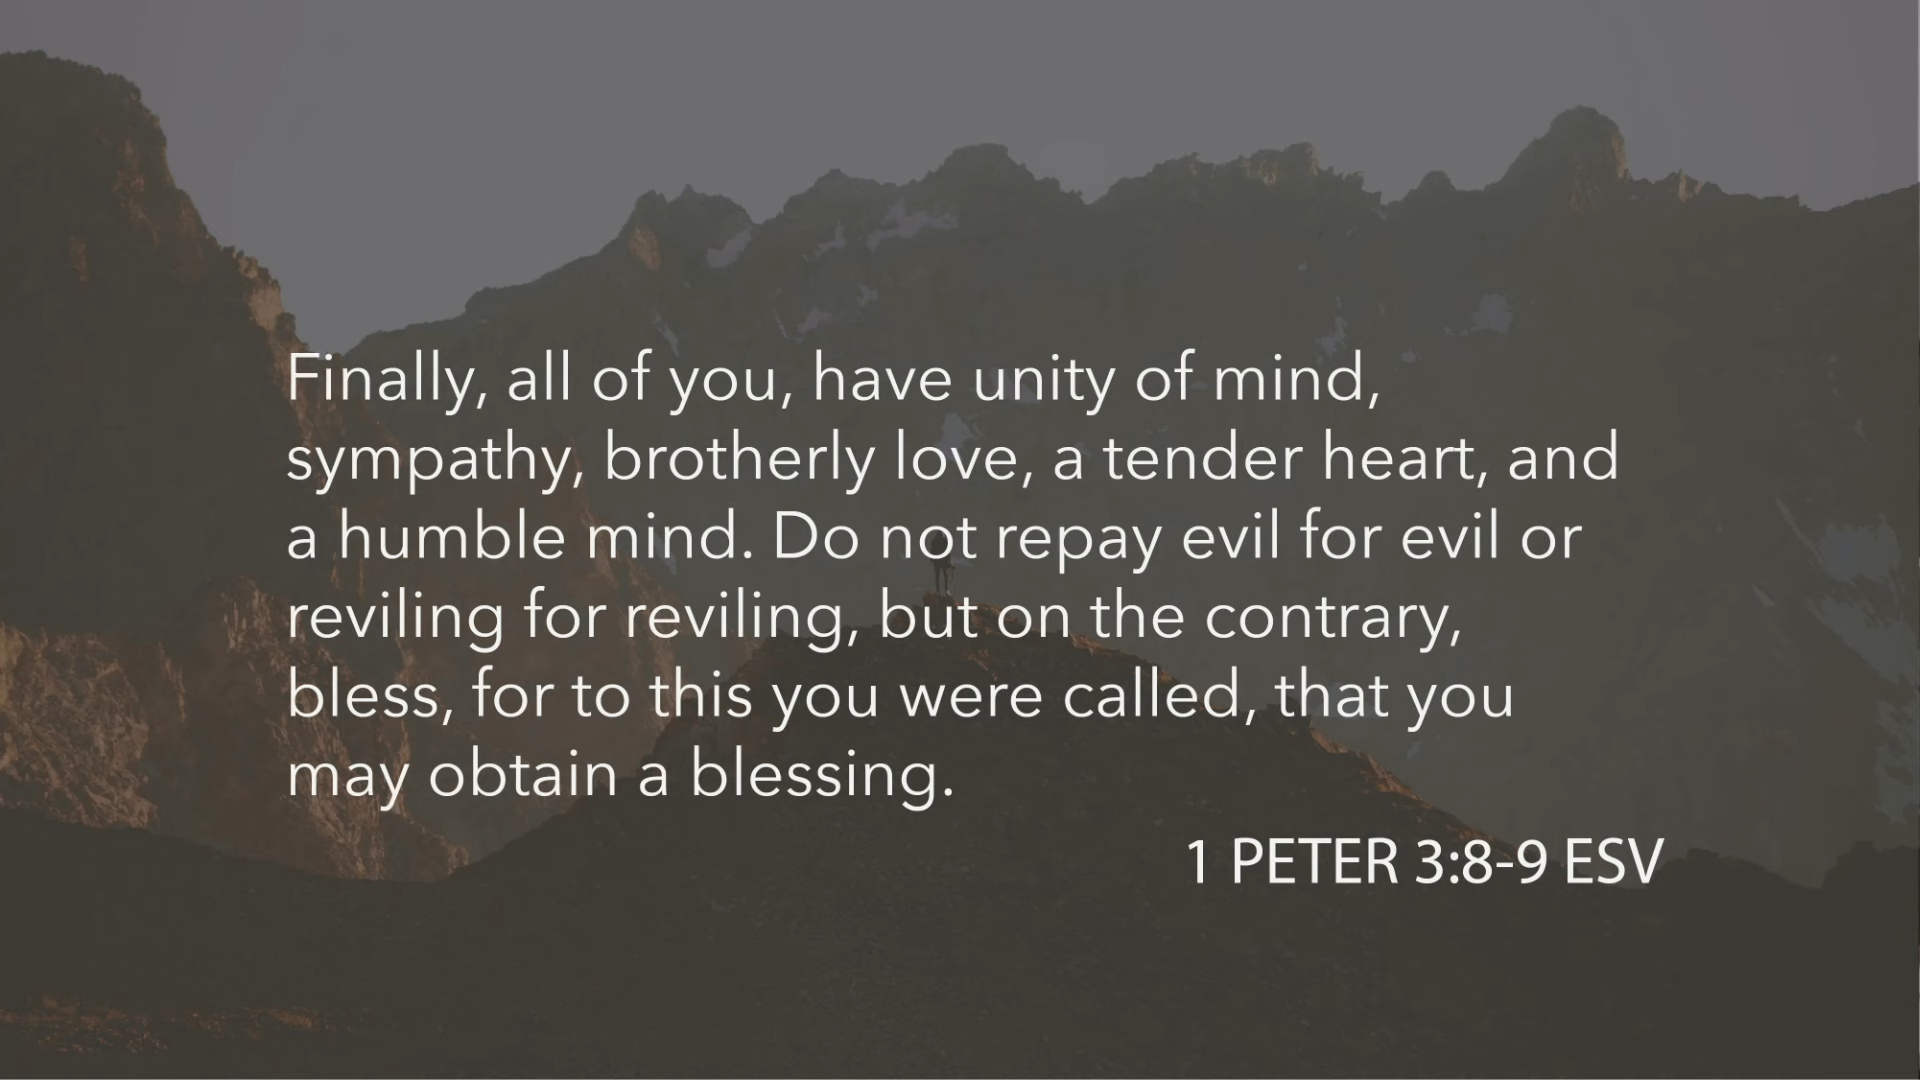 Finally, all of you, have unity of mind,
sympathy, brotherly love, a tender heart, and
a humble mind. Do not repay evil for evil or
reviling for reviling, but on the contrary,
bless, for to this you were called, that you
may obtain a blessing.
1 PETER 3:8-9 ESV